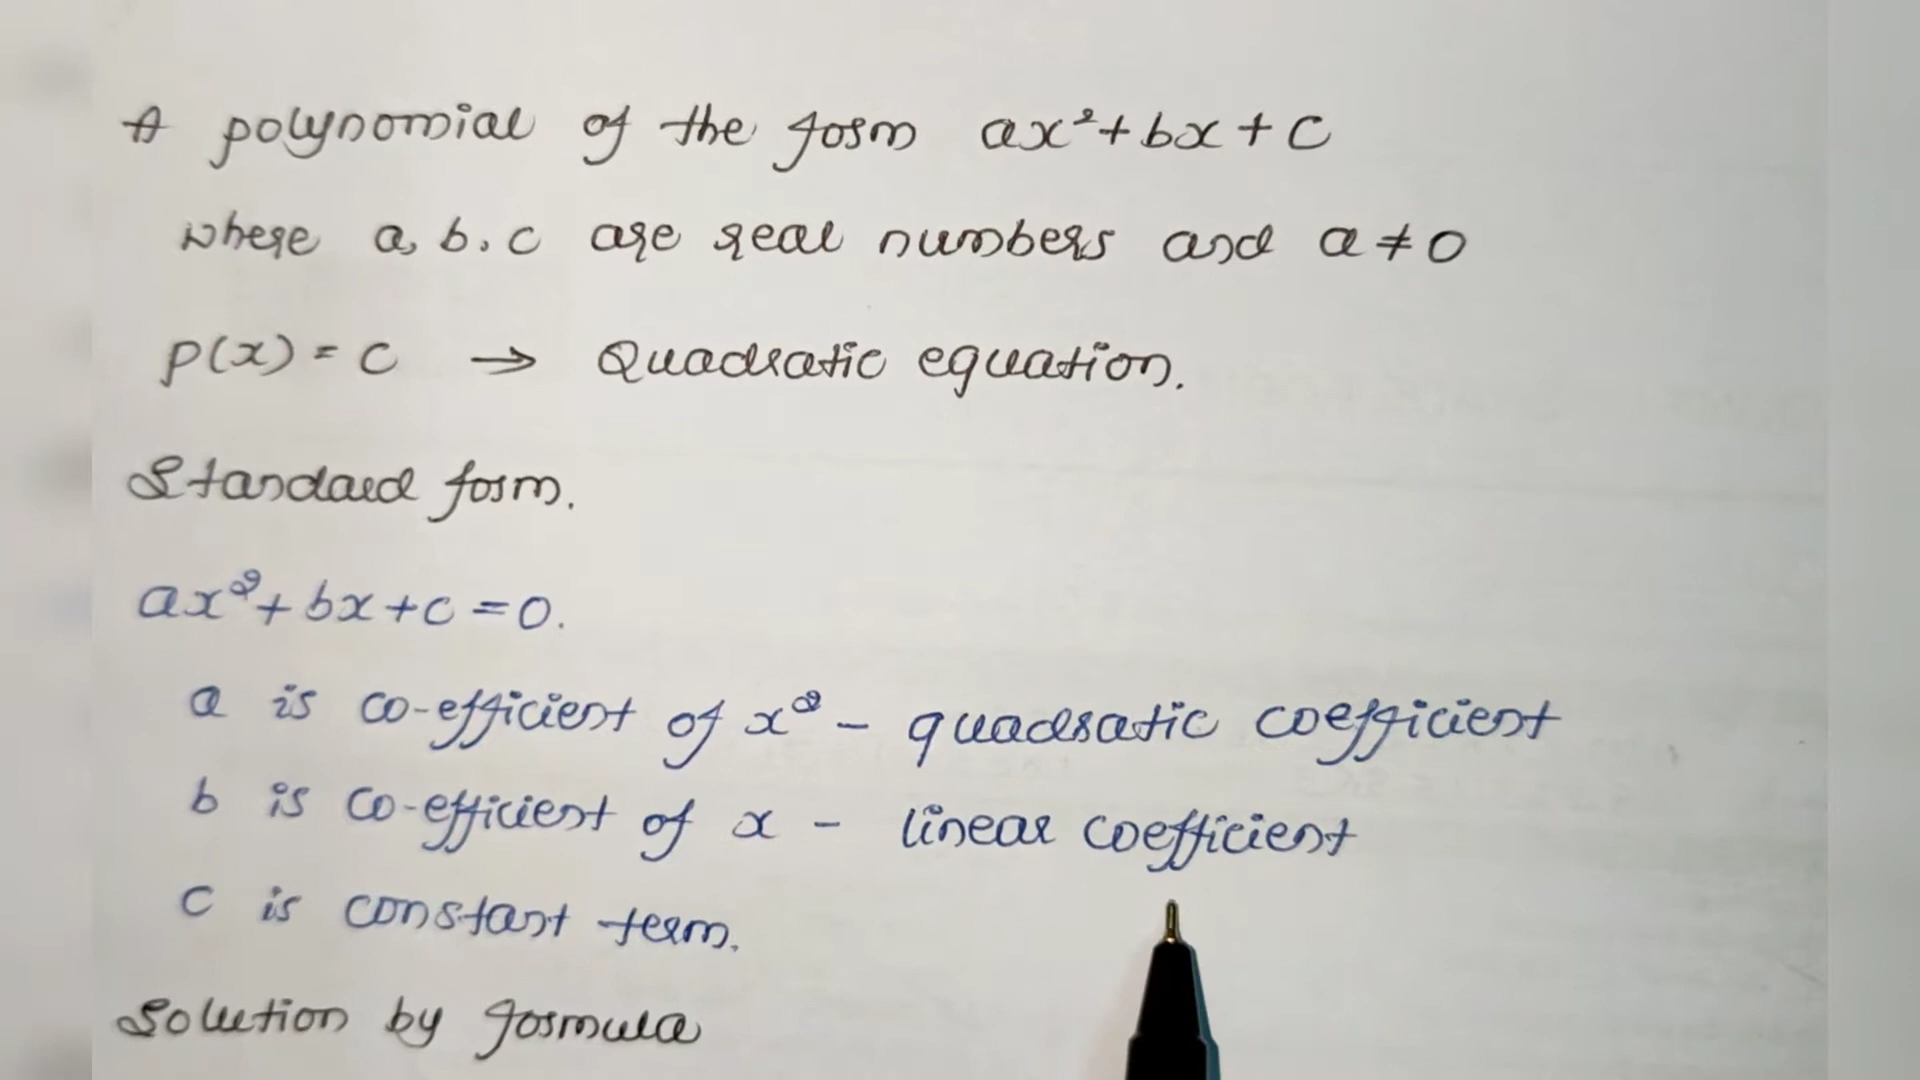 A polynomial of the form ax²+bx+c
where a, b, c are real numbers and a≠0
p(x) = c → Quadratic equation.
Standard form.
ax²+bx+c=0.
a is co-efficient of x² - quadratic coefficient
b is co-efficient of x - linear coefficient
c is constant term.
Solution by formula